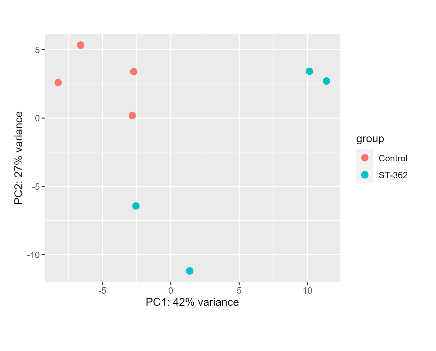 5
0
-5
-10
-5
0
5
10
PC1: 42% variance
PC2: 27% variance
group
Control
ST-362